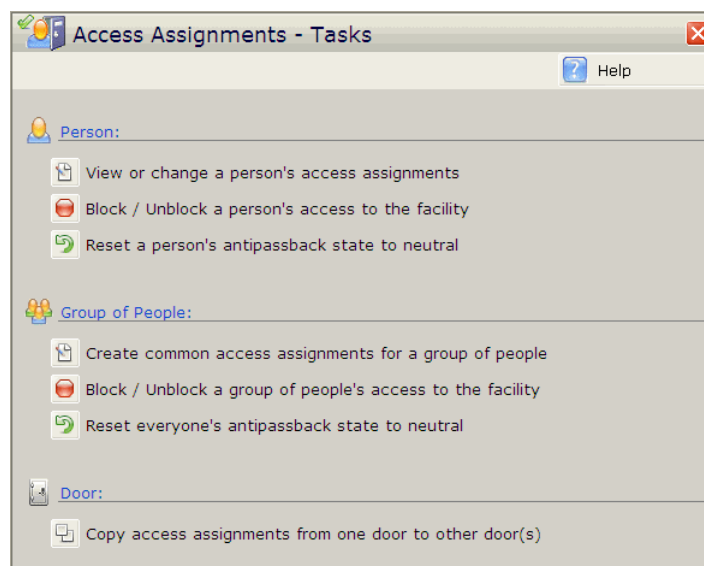 Access Assignments - Tasks
Help
Person:
View or change a person's access assignments
Block / Unblock a person's access to the facility
Reset a person's antipassback state to neutral
Group of People:
Create common access assignments for a group of people
Block / Unblock a group of people's access to the facility
Reset everyone's antipassback state to neutral
Door:
Copy access assignments from one door to other door(s)